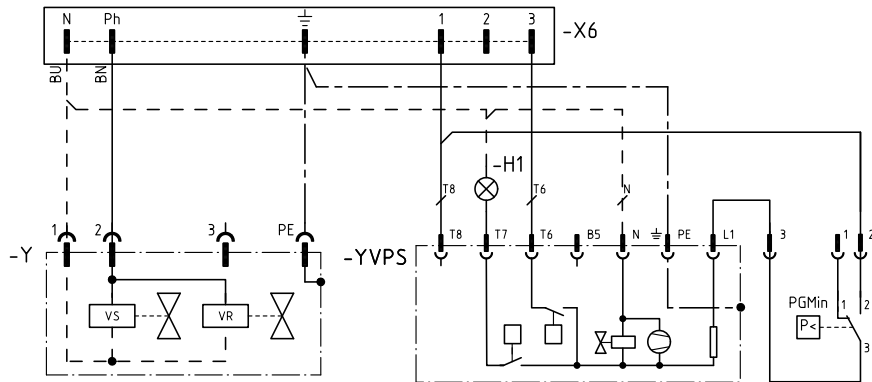 N Ph 1 2 3 -X6
BU BN
-H1
T8 T6 N
1 2 3 PE T8 T7 T6 B5 N PE L1 3 1 2
-Y -YVPS
PGMin
1 2
VS VR P<
3